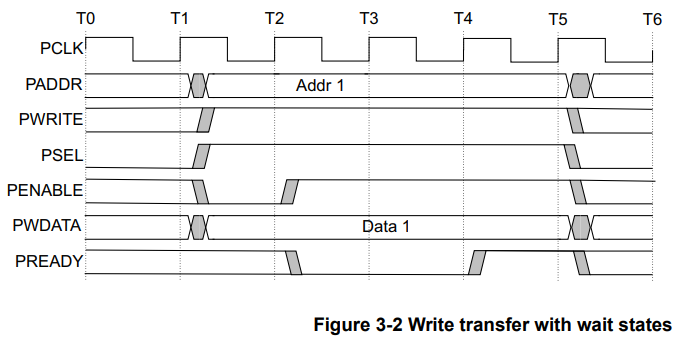 T0 T1 T2 T3 T4 T5 T6
PCLK
PADDR Addr 1
PWRITE
PSEL
PENABLE
PWDATA Data 1
PREADY
Figure 3-2 Write transfer with wait states